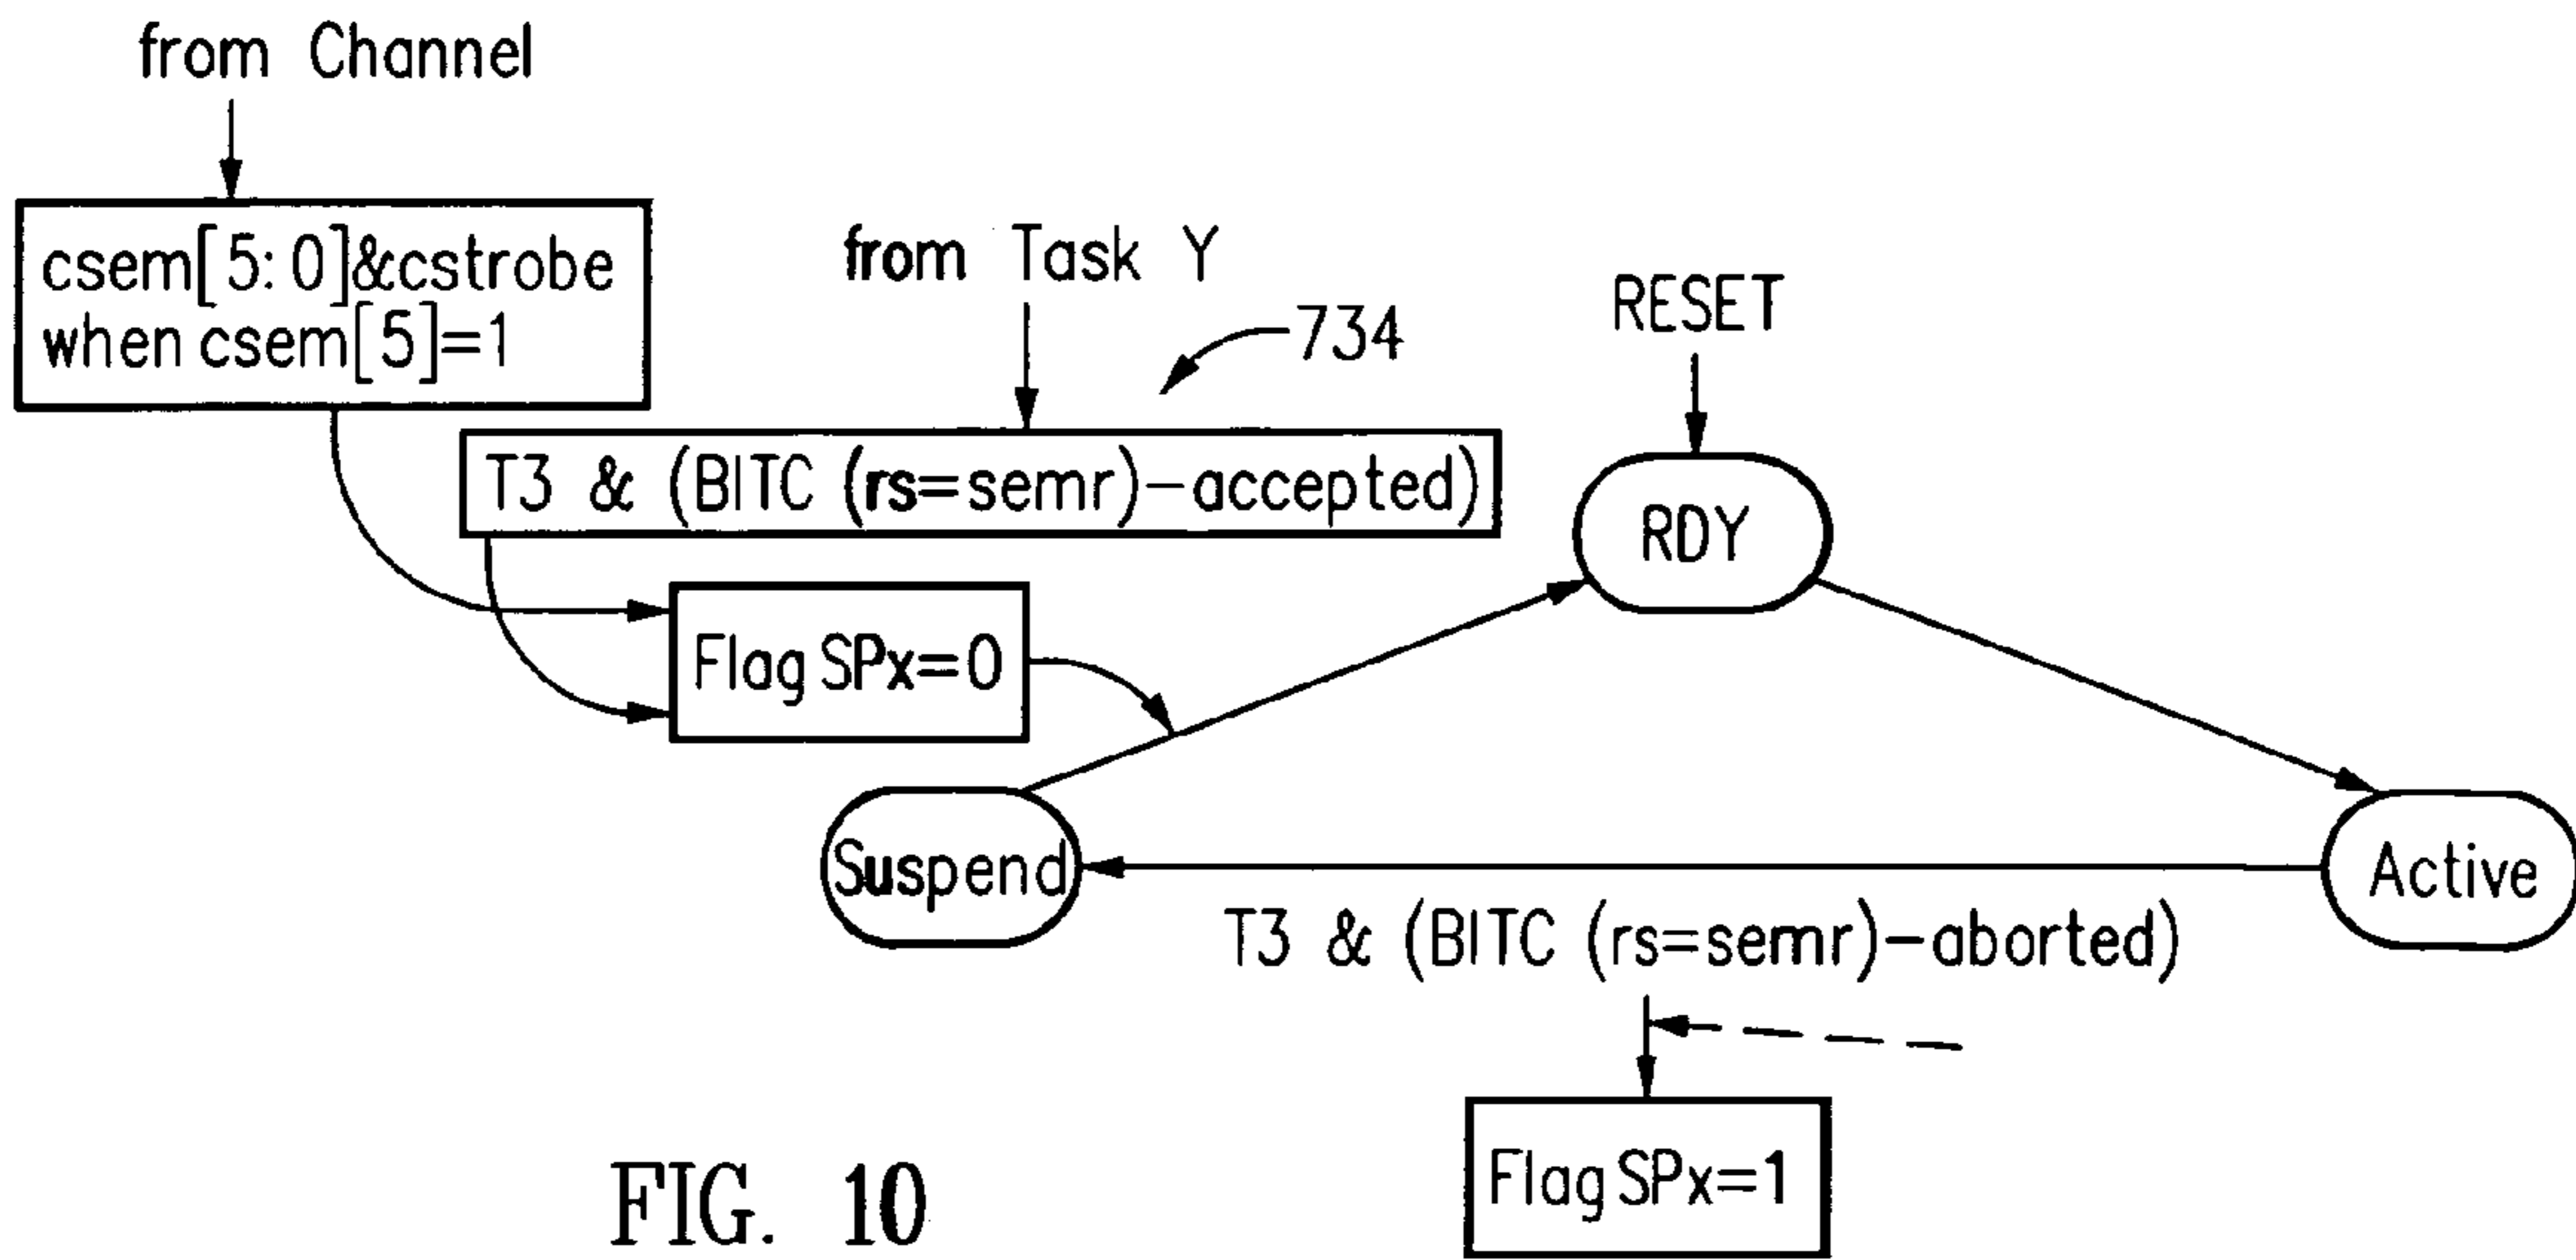 from Channel
csem[5:0]&cstrobe
when csem[5]=1
from Task Y
734
RESET
T3 & (BITC (rs=semr)-accepted)
RDY
Flag SPx=0
Suspend
Active
T3 & (BITC (rs=semr)-aborted)
Flag SPx=1
FIG. 10